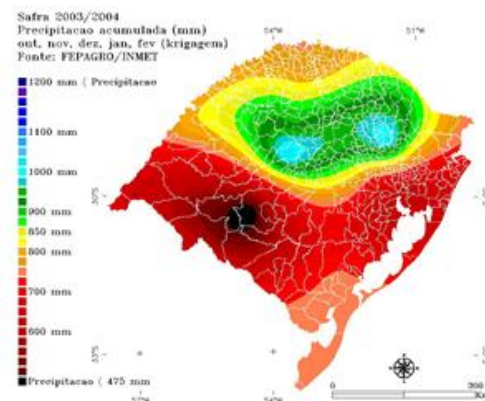 Safra 2003/2004
Precipitacao acumulada (mm)
out, nov, dez, jan, fev (krigagem)
Fonte: FEPAGRO/INMET
1200 mm ( Precipitacao
1100 mm
1000 mm
900 mm
850 mm
800 mm
700 mm
600 mm
Precipitacao ( 475 mm
0